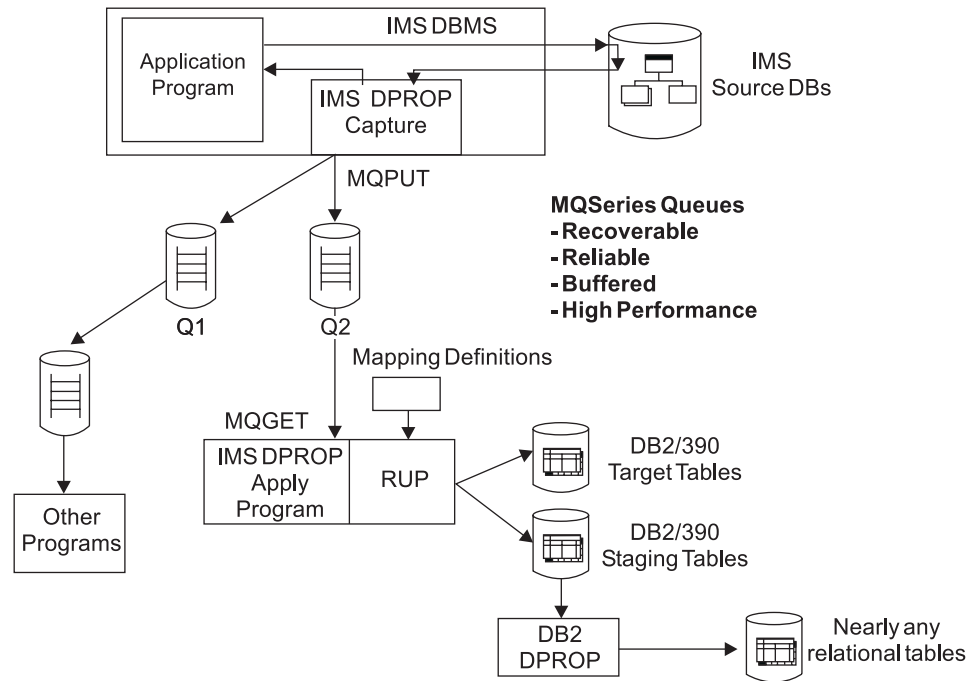 IMS DBMS
Application
Program
IMS DPROP
Capture
IMS
Source DBs
MQPUT
MQSeries Queues
- Recoverable
- Reliable
- Buffered
- High Performance
Q1
Q2
Mapping Definitions
MQGET
IMS DPROP
Apply
Program
RUP
DB2/390
Target Tables
Other
Programs
DB2/390
Staging Tables
DB2
DPROP
Nearly any
relational tables